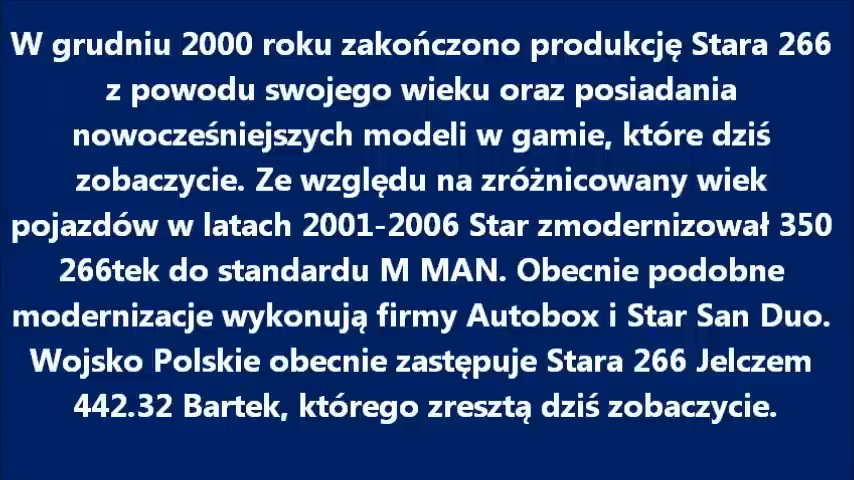 W grudniu 2000 roku zakończono produkcję Stara 266
z powodu swojego wieku oraz posiadania
nowocześniejszych modeli w gamie, które dziś
zobaczycie. Ze względu na zróżnicowany wiek
pojazdów w latach 2001-2006 Star zmodernizował 350
266tek do standardu M MAN. Obecnie podobne
modernizacje wykonują firmy Autobox i Star San Duo.
Wojsko Polskie obecnie zastępuje Stara 266 Jelczem
442.32 Bartek, którego zresztą dziś zobaczycie.